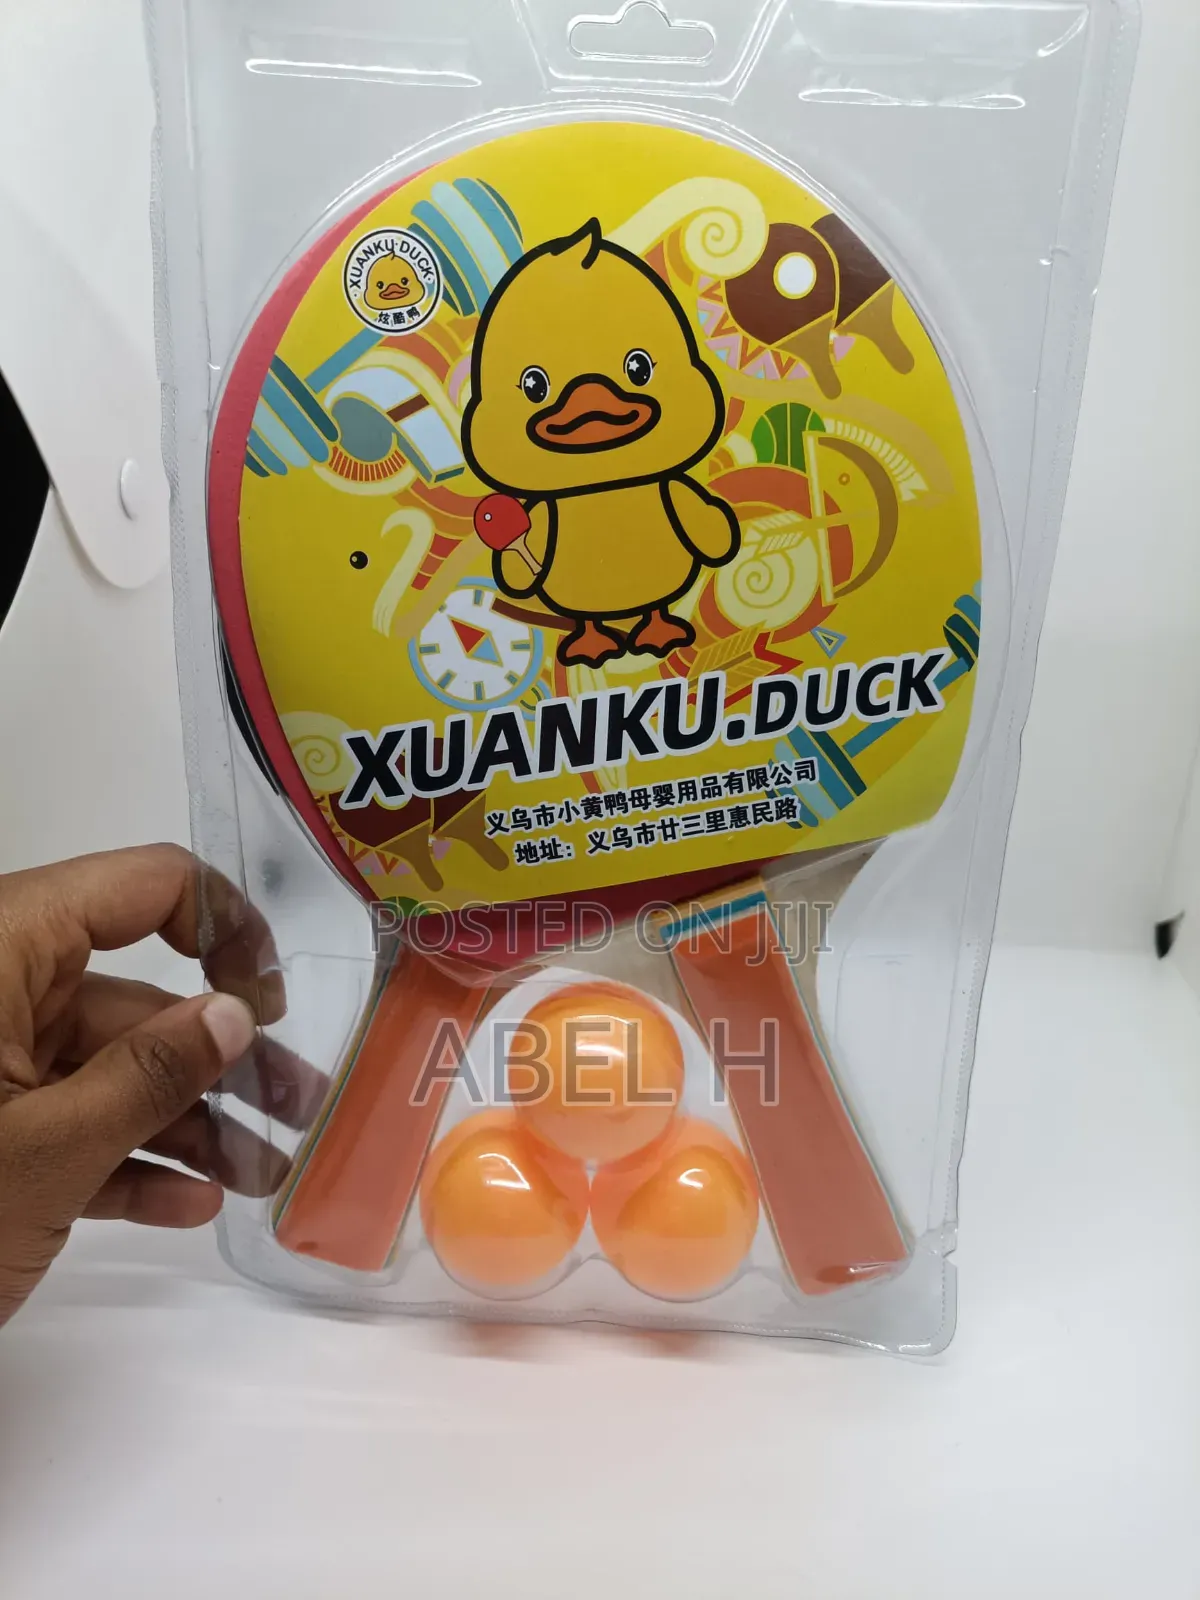 XUANKU·DUCK
炫酷鸭
XUANKU.DUCK
义乌市小黄鸭母婴用品有限公司
地址：义乌市廿三里惠民路
POSTED ON JIJI
ABEL H